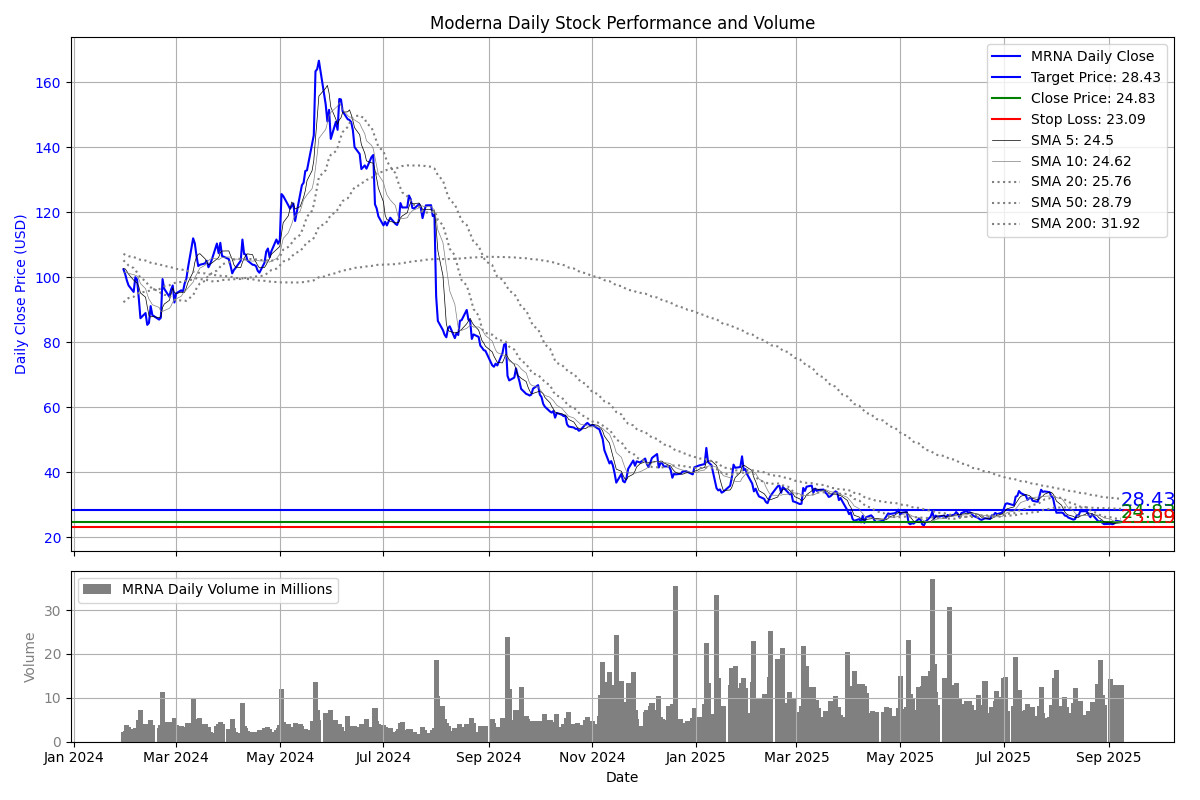 Moderna Daily Stock Performance and Volume
Daily Close Price (USD)
160
140
120
100
80
60
40
20
MRNA Daily Close
Target Price: 28.43
Close Price: 24.83
Stop Loss: 23.09
SMA 5: 24.5
SMA 10: 24.62
SMA 20: 25.76
SMA 50: 28.79
SMA 200: 31.92
28.43
24.83
23.09
MRNA Daily Volume in Millions
Volume
30
20
10
0
Jan 2024 Mar 2024 May 2024 Jul 2024 Sep 2024 Nov 2024 Jan 2025 Mar 2025 May 2025 Jul 2025 Sep 2025
Date